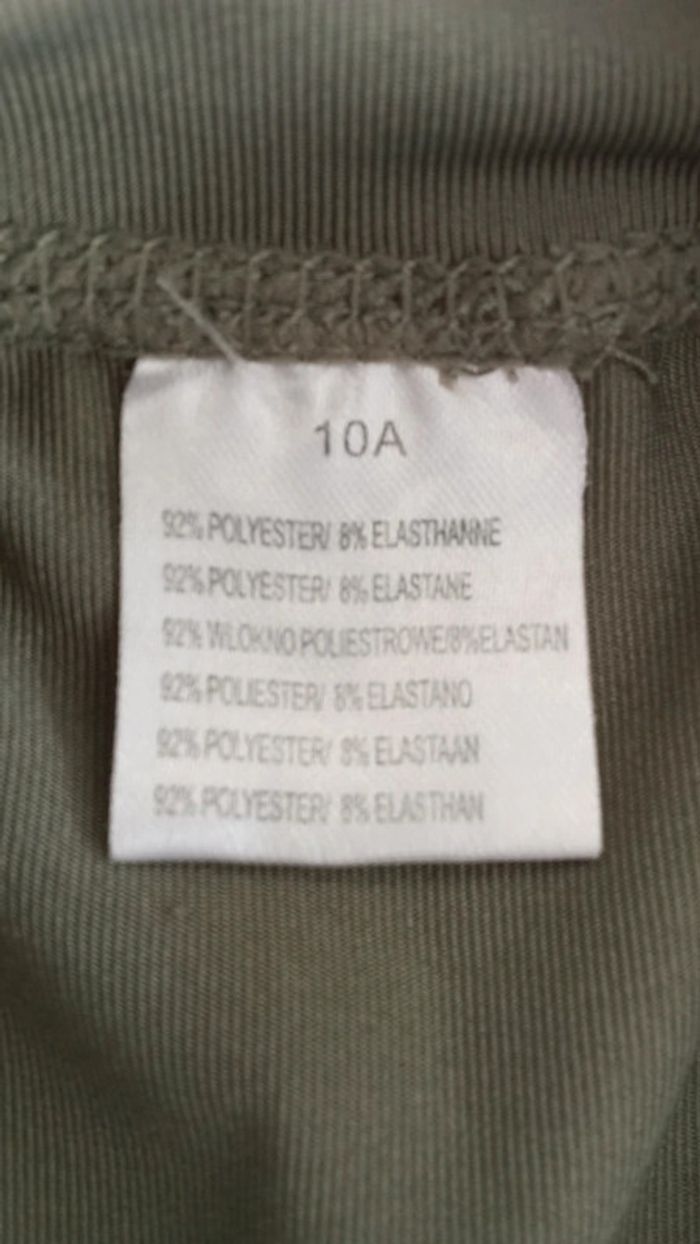 10A
92% POLYESTER/ 8% ELASTHANNE
92% POLYESTER/ 8% ELASTANE
92% WLOKNO POLIESTROWE/8%ELASTAN
92% POLIESTER/ 8% ELASTANO
92% POLYESTER/ 8% ELASTAAN
92% POLYESTER/ 8% ELASTHAN